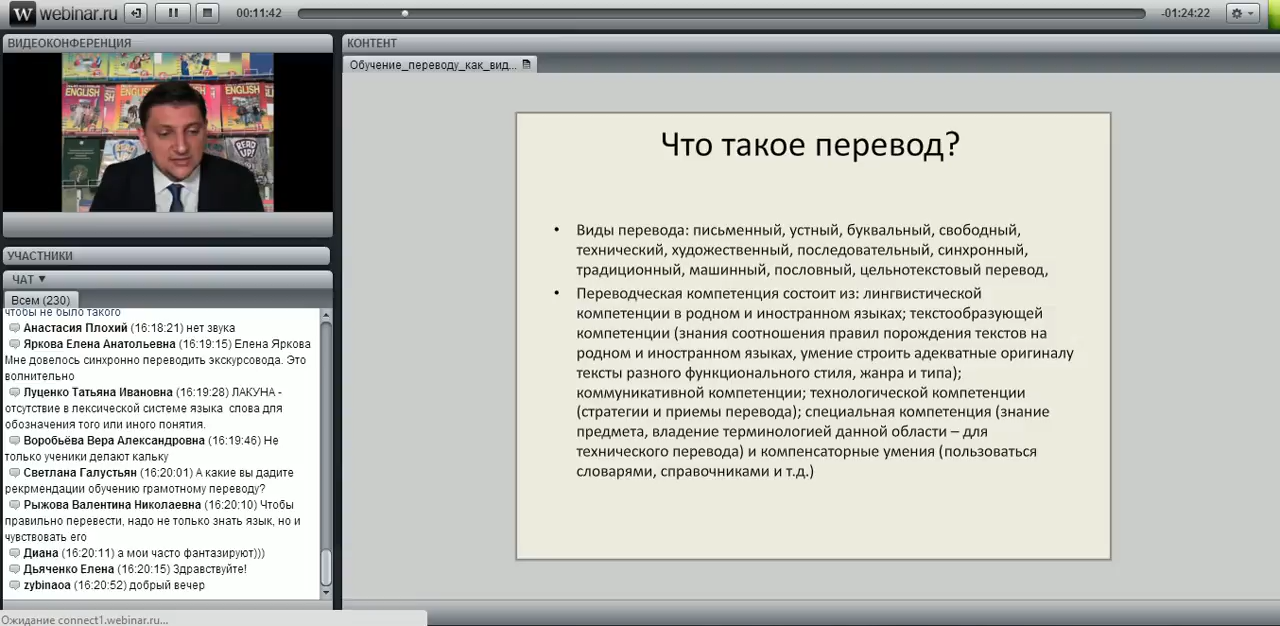 W webinar.ru
00:11:42
-01:24:22
ВИДЕОКОНФЕРЕНЦИЯ
ENGLISH
ENGLISH
READ UP!
УЧАСТНИКИ
ЧАТ ▼
Всем (230)
чтобы не было такого
Анастасия Плохий (16:18:21) нет звука
Яркова Елена Анатольевна (16:19:15) Елена Яркова
Мне довелось синхронно переводить экскурсовода. Это
волнительно
Луценко Татьяна Ивановна (16:19:28) ЛАКУНА -
отсутствие в лексической системе языка слова для
обозначения того или иного понятия.
Воробьёва Вера Александровна (16:19:46) Не
только ученики делают кальку
Светлана Галустьян (16:20:01) А какие вы дадите
рекрмендации обучению грамотному переводу?
Рыжова Валентина Николаевна (16:20:10) Чтобы
правильно перевести, надо не только знать язык, но и
чувствовать его
Диана (16:20:11) а мои часто фантазируют)))
Дьяченко Елена (16:20:15) Здравствуйте!
zybinaoa (16:20:52) добрый вечер
Ожидание connect1.webinar.ru...
КОНТЕНТ
Обучение_переводу_как_вид...
Что такое перевод?
• Виды перевода: письменный, устный, буквальный, свободный,
технический, художественный, последовательный, синхронный,
традиционный, машинный, пословный, цельнотекстовый перевод,
• Переводческая компетенция состоит из: лингвистической
компетенции в родном и иностранном языках; текстообразующей
компетенции (знания соотношения правил порождения текстов на
родном и иностранном языках, умение строить адекватные оригиналу
тексты разного функционального стиля, жанра и типа);
коммуникативной компетенции; технологической компетенции
(стратегии и приемы перевода); специальная компетенция (знание
предмета, владение терминологией данной области – для
технического перевода) и компенсаторные умения (пользоваться
словарями, справочниками и т.д.)